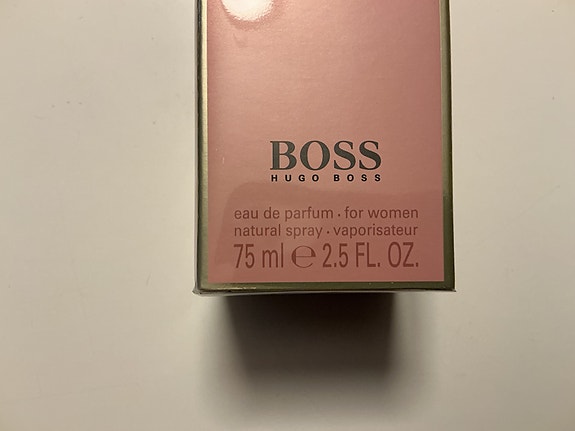 BOSS
HUGO BOSS
eau de parfum · for women
natural spray · vaporisateur
75 ml ℮ 2.5 FL. OZ.